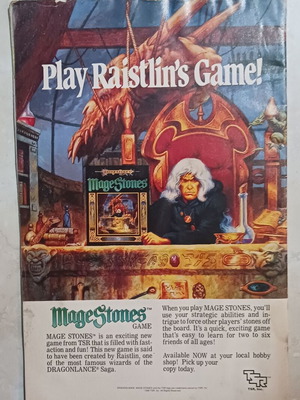 Play Raistlin's Game!
DragonLance
MageStones
MageStones™
GAME
MAGE STONES™ is an exciting new
game from TSR that is filled with fast-
action and fun! This new game is said
to have been created by Raistlin, one
of the most famous wizards of the
DRAGONLANCE® Saga.
When you play MAGE STONES, you'll
use your strategic abilities and in-
trigue to force other players' stones off
the board. It's a quick, exciting game
that's easy to learn for two to six
friends of all ages!
Available NOW at your local hobby
shop! Pick up your
copy today.
TSR, Inc.